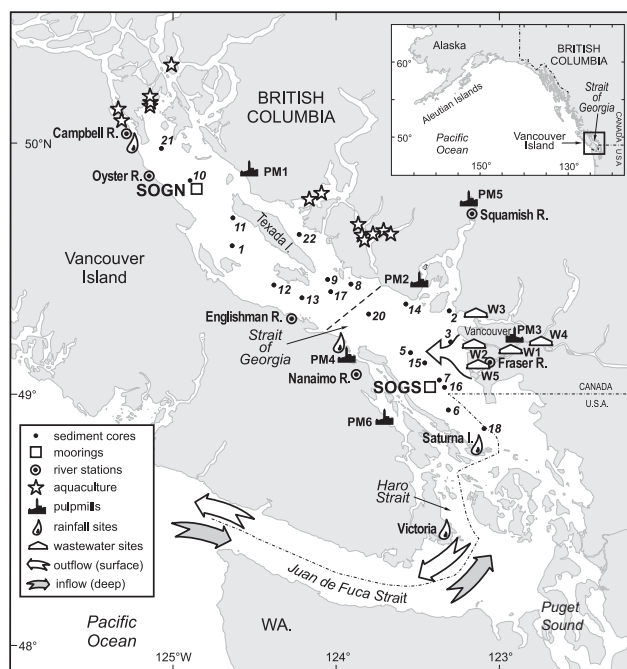 Alaska
BRITISH
COLUMBIA
60°
Strait
of
Georgia
Aleutian Islands
50°
Pacific
Ocean
Vancouver
Island
CANADA
U.S.A.
150°
130°
50°N
BRITISH
COLUMBIA
Campbell R.
21
Oyster R.
10
SOGN
PM1
PM5
Squamish R.
Texada I.
11
22
1
Vancouver
Island
PM2
12
13
9
17
8
14
2
W3
20
Englishman R.
Strait of
Georgia
3
Vancouver
PM3
W4
W2
W1
5
15
W5
Fraser R.
PM4
Nanaimo R.
SOGS
7
16
49°
CANADA
U.S.A.
PM6
6
18
Saturna I.
sediment cores
moorings
river stations
aquaculture
pulpmills
rainfall sites
wastewater sites
outflow (surface)
inflow (deep)
Haro
Strait
Victoria
Juan de Fuca Strait
Pacific
Ocean
WA.
Puget
Sound
48°
125°W
124°
123°